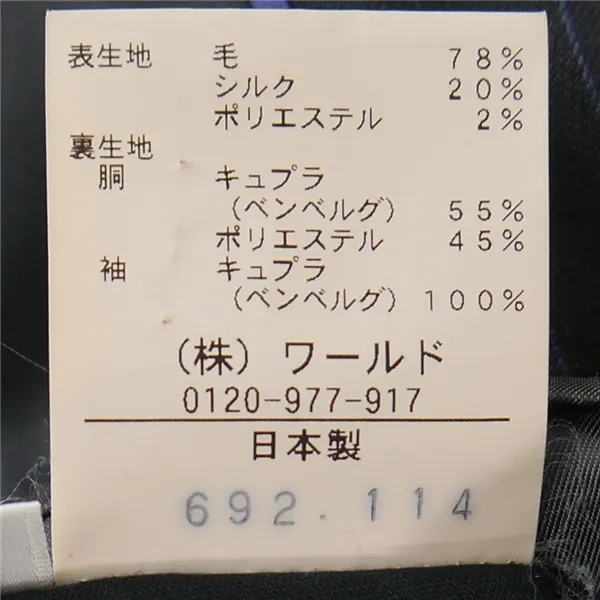 表生地 毛 78%
シルク 20%
ポリエステル 2%
裏生地
胴 キュプラ
(ベンベルグ) 55%
ポリエステル 45%
袖 キュプラ
(ベンベルグ) 100%
(株) ワールド
0120-977-917
日本製
692.114